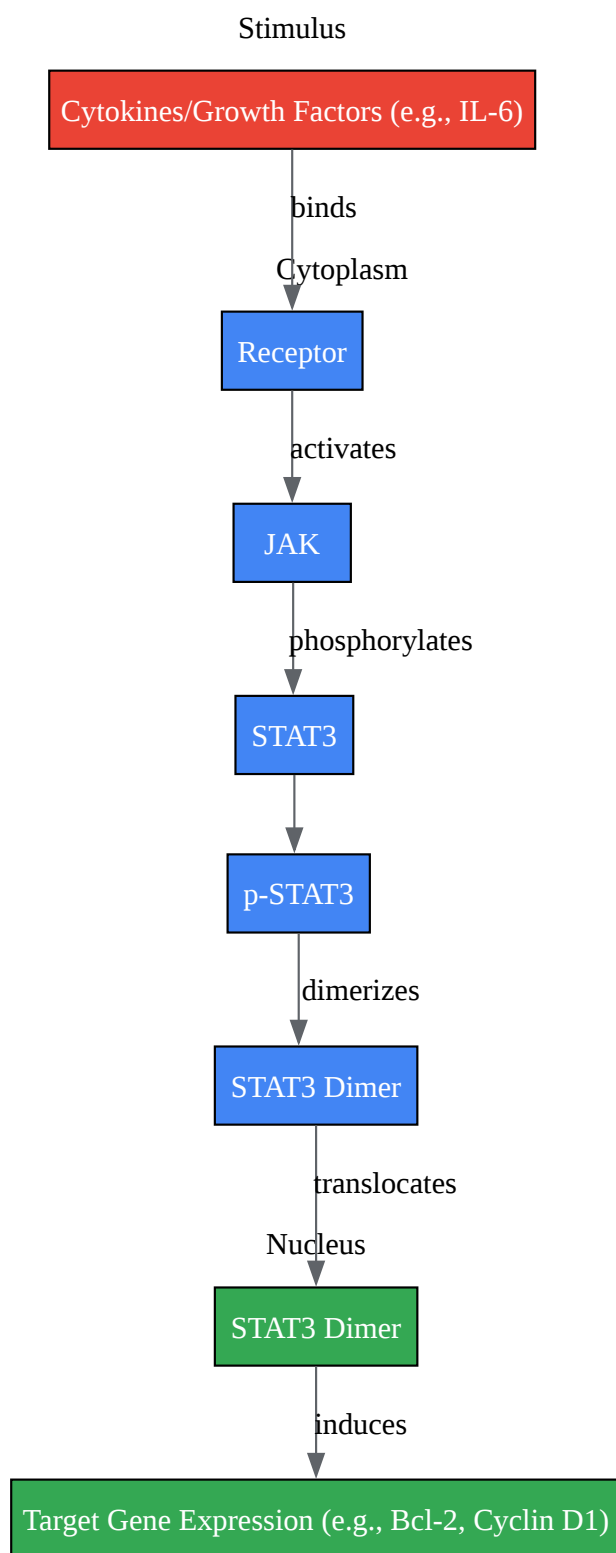 Stimulus
Cytokines/Growth Factors (e.g., IL-6)
binds
Cytoplasm
Receptor
activates
JAK
phosphorylates
STAT3
p-STAT3
dimerizes
STAT3 Dimer
translocates
Nucleus
STAT3 Dimer
induces
Target Gene Expression (e.g., Bcl-2, Cyclin D1)